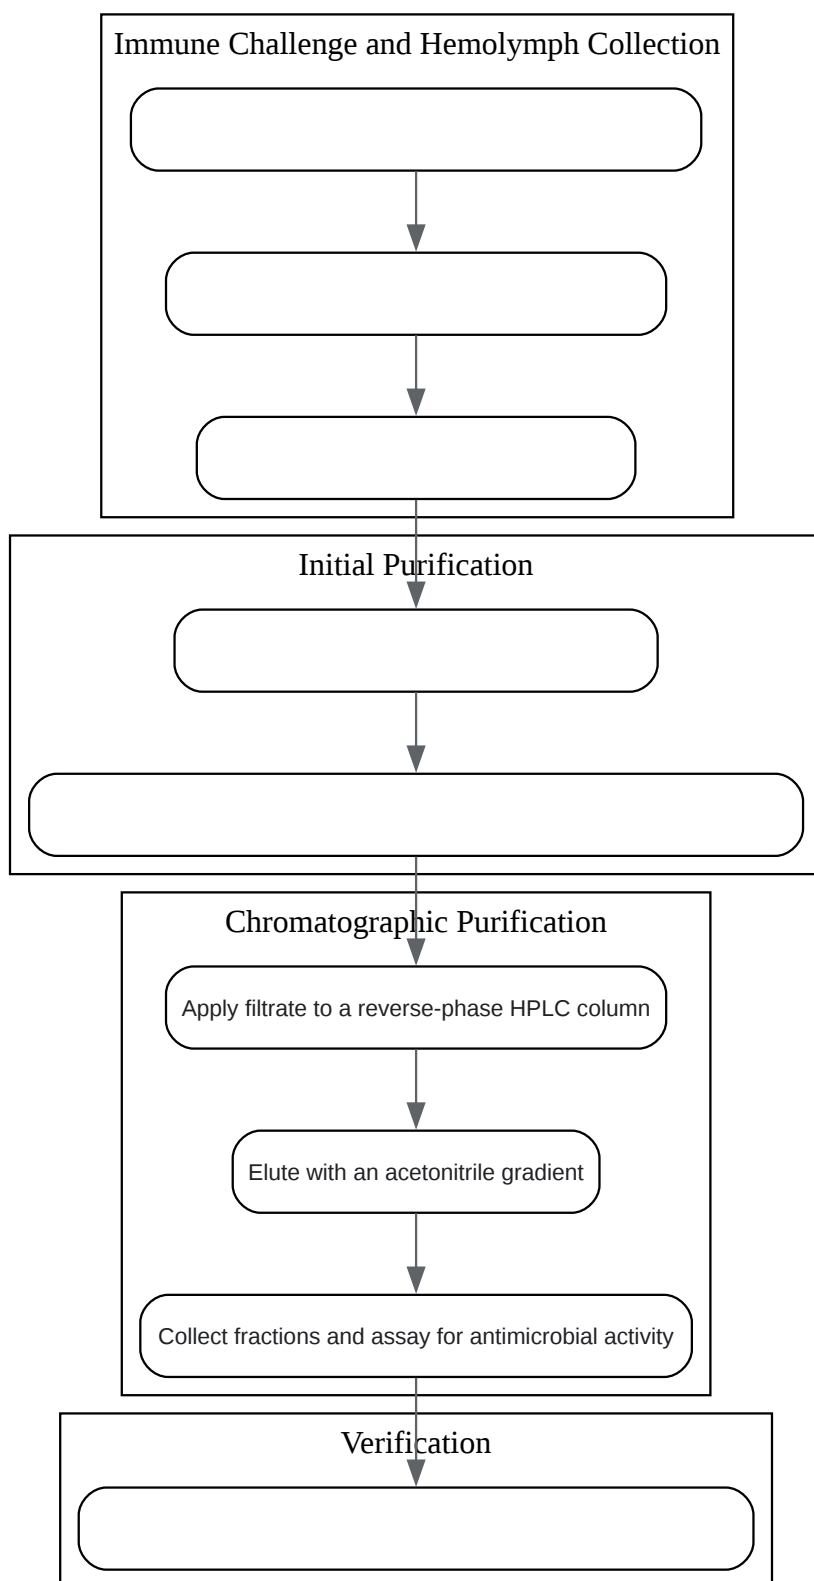 Immune Challenge and Hemolymph Collection
Initial Purification
Chromatographic Purification
Apply filtrate to a reverse-phase HPLC column
Elute with an acetonitrile gradient
Collect fractions and assay for antimicrobial activity
Verification